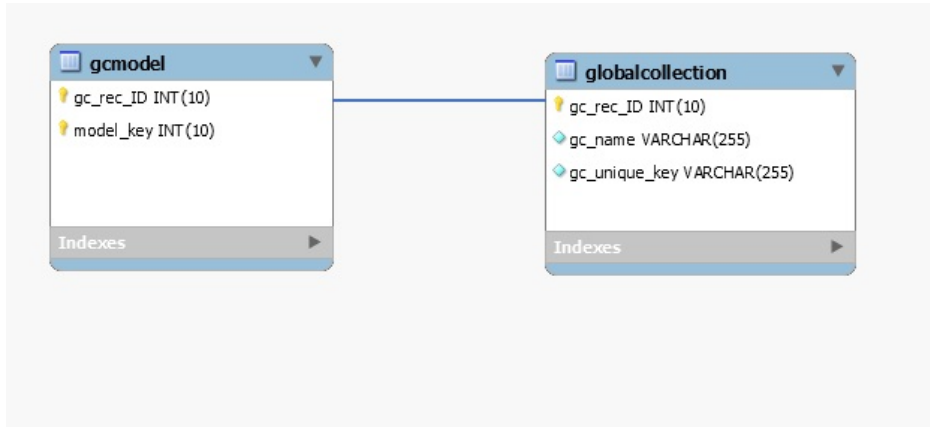 gcmodel
gc_rec_ID INT(10)
model_key INT(10)
Indexes
globalcollection
gc_rec_ID INT(10)
gc_name VARCHAR(255)
gc_unique_key VARCHAR(255)
Indexes